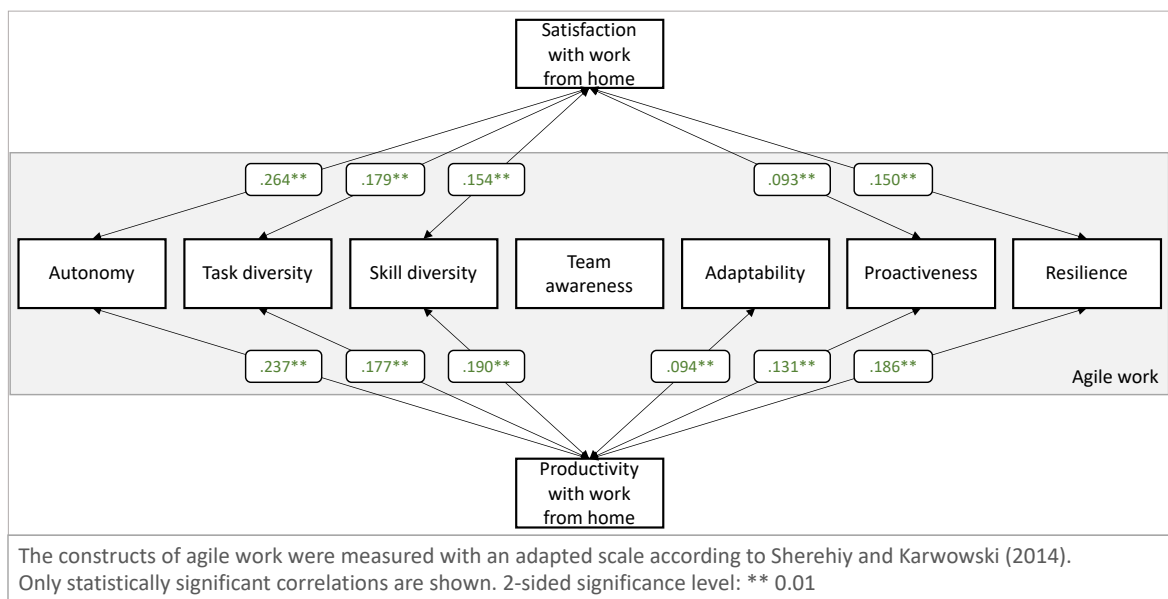 Satisfaction
with work
from home
.264**
.179**
.154**
.093**
.150**
Autonomy
Task diversity
Skill diversity
Team
awareness
Adaptability
Proactiveness
Resilience
.237**
.177**
.190**
.094**
.131**
.186**
Agile work
Productivity
with work
from home
The constructs of agile work were measured with an adapted scale according to Sherehiy and Karwowski (2014).
Only statistically significant correlations are shown. 2-sided significance level: ** 0.01